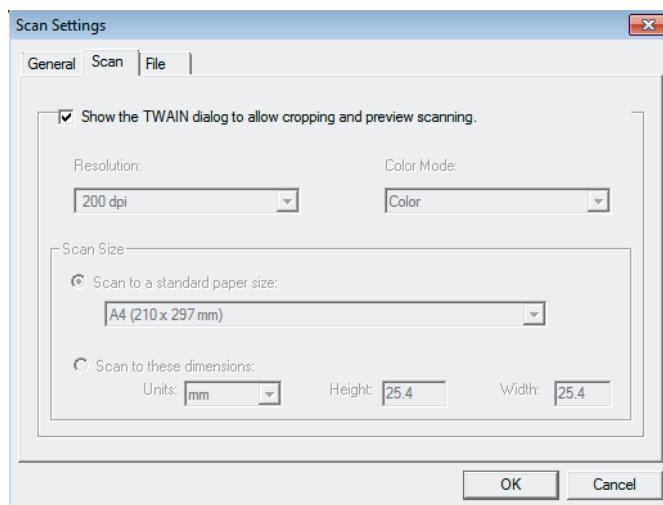 Scan Settings
General Scan File
Show the TWAIN dialog to allow cropping and preview scanning.
Resolution: Color Mode:
200 dpi Color
Scan Size
Scan to a standard paper size:
A4 (210 x 297 mm)
Scan to these dimensions:
Units: mm Height: 25.4 Width: 25.4
OK Cancel